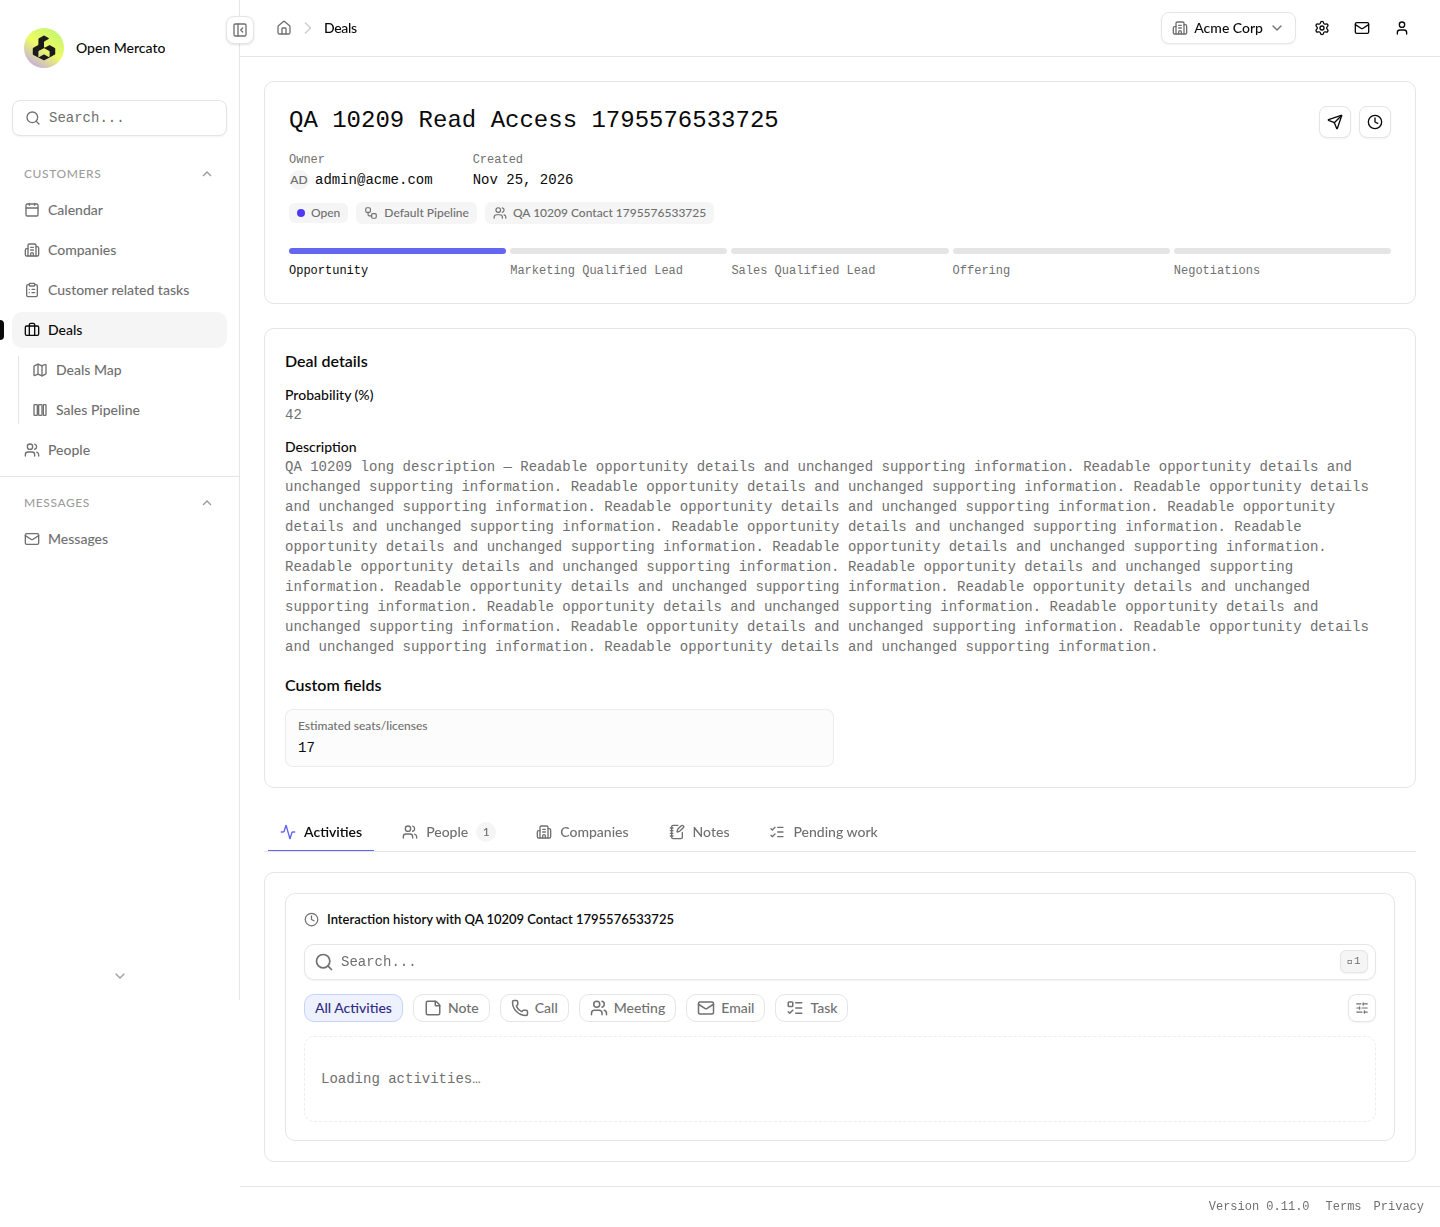 Open Mercato
Search...
CUSTOMERS
Calendar
Companies
Customer related tasks
Deals
Deals Map
Sales Pipeline
People
MESSAGES
Messages
Deals
Acme Corp
QA 10209 Read Access 1795576533725
Owner
Created
AD admin@acme.com
Nov 25, 2026
Open
Default Pipeline
QA 10209 Contact 1795576533725
Opportunity
Marketing Qualified Lead
Sales Qualified Lead
Offering
Negotiations
Deal details
Probability (%)
42
Description
QA 10209 long description — Readable opportunity details and unchanged supporting information. Readable opportunity details and
unchanged supporting information. Readable opportunity details and unchanged supporting information. Readable opportunity details
and unchanged supporting information. Readable opportunity details and unchanged supporting information. Readable opportunity
details and unchanged supporting information. Readable opportunity details and unchanged supporting information. Readable
opportunity details and unchanged supporting information. Readable opportunity details and unchanged supporting information.
Readable opportunity details and unchanged supporting information. Readable opportunity details and unchanged supporting
information. Readable opportunity details and unchanged supporting information. Readable opportunity details and unchanged
supporting information. Readable opportunity details and unchanged supporting information. Readable opportunity details and
unchanged supporting information. Readable opportunity details and unchanged supporting information. Readable opportunity details
and unchanged supporting information. Readable opportunity details and unchanged supporting information.
Custom fields
Estimated seats/licenses
17
Activities
People 1
Companies
Notes
Pending work
Interaction history with QA 10209 Contact 1795576533725
Search...
1
All Activities
Note
Call
Meeting
Email
Task
Loading activities…
Version 0.11.0
Terms
Privacy